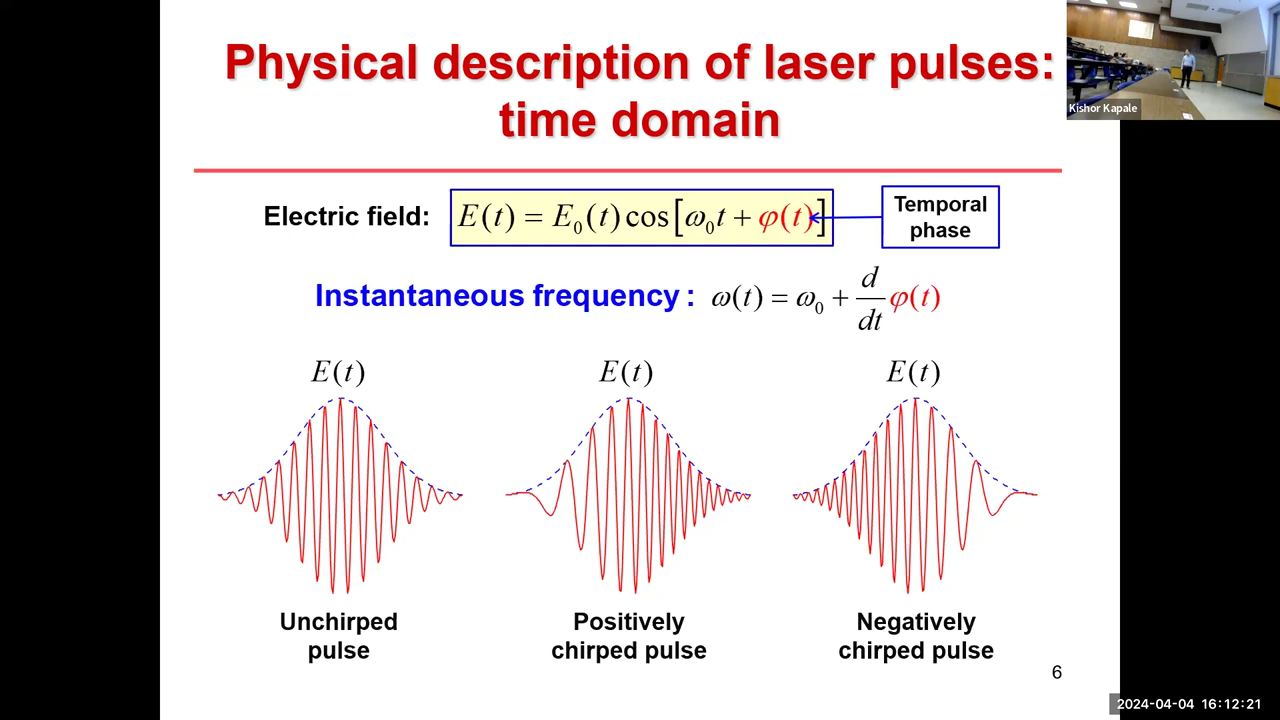 Physical description of laser pulses:
time domain
Kishor Kapale
Electric field: E(t) = E₀(t) cos[ω₀t + φ(t)]
Temporal
phase
Instantaneous frequency : ω(t) = ω₀ + d/dt φ(t)
E(t) E(t) E(t)
Unchirped
pulse
Positively
chirped pulse
Negatively
chirped pulse
6
2024-04-04 16:12:21